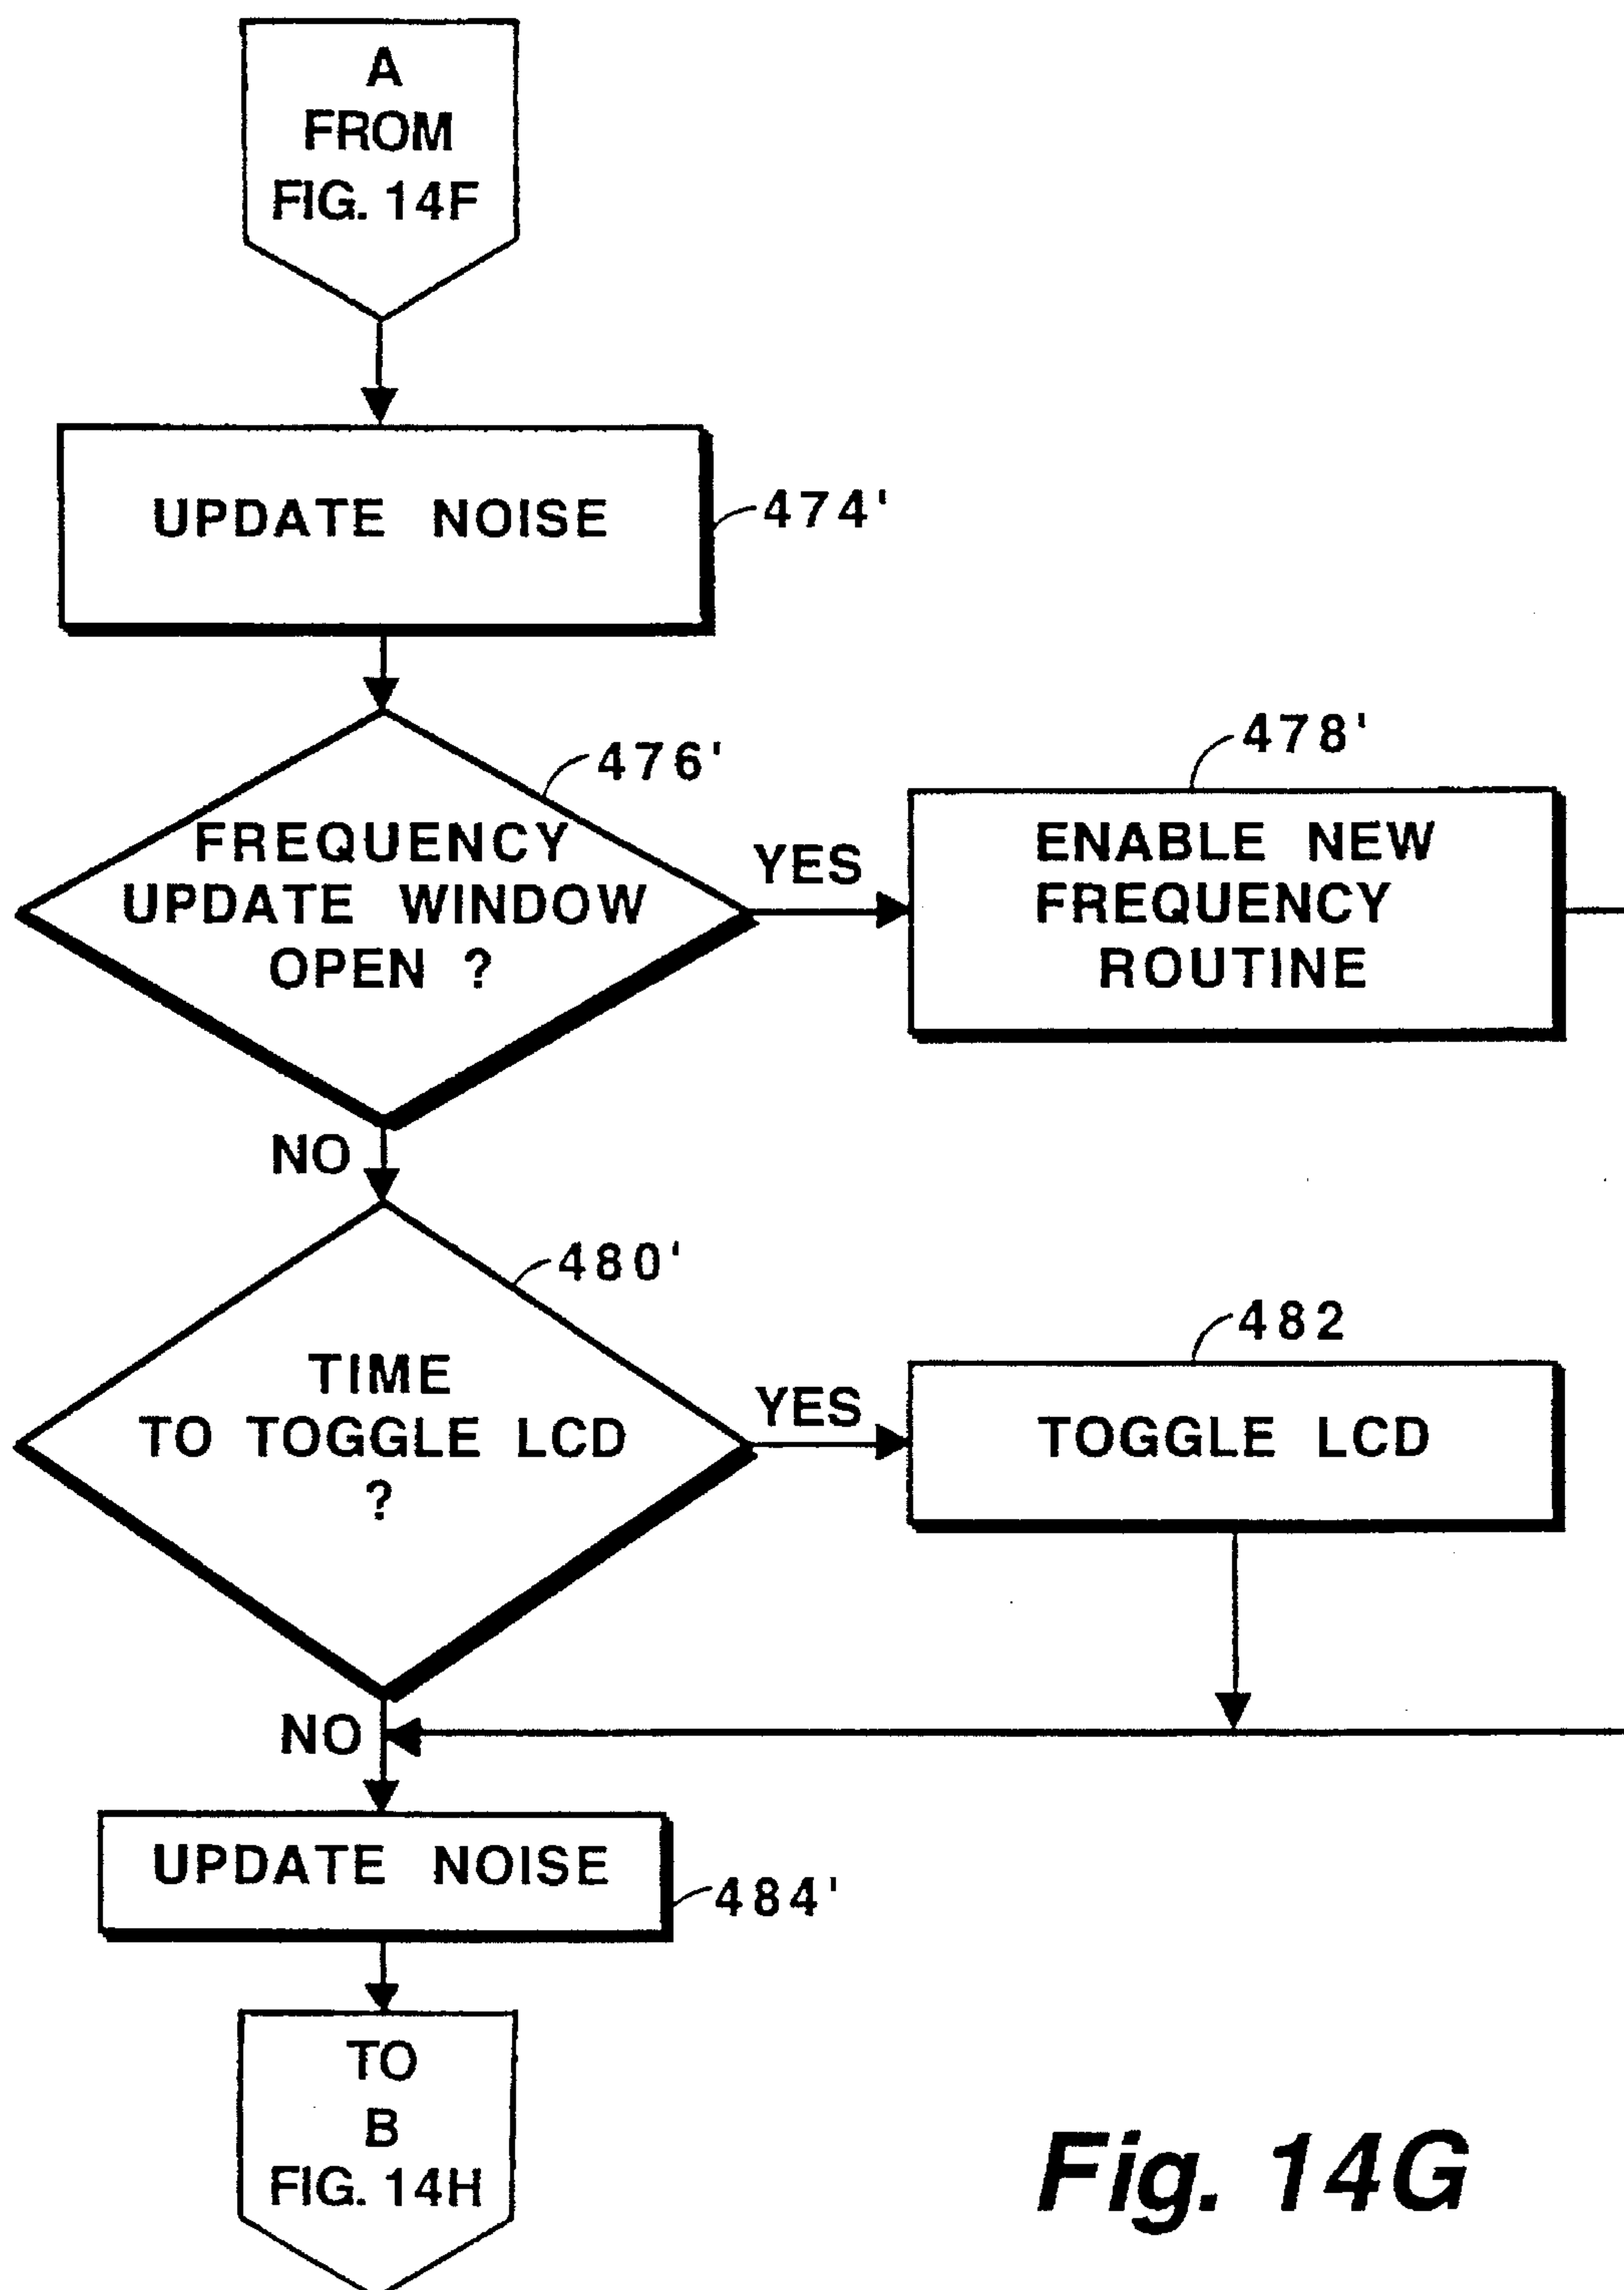 A
FROM
FIG. 14F
UPDATE NOISE
474'
476'
FREQUENCY
UPDATE WINDOW
OPEN ?
YES
478'
ENABLE NEW
FREQUENCY
ROUTINE
NO
480'
TIME
TO TOGGLE LCD
?
YES
482
TOGGLE LCD
NO
UPDATE NOISE
484'
TO
B
FIG. 14H
Fig. 14G